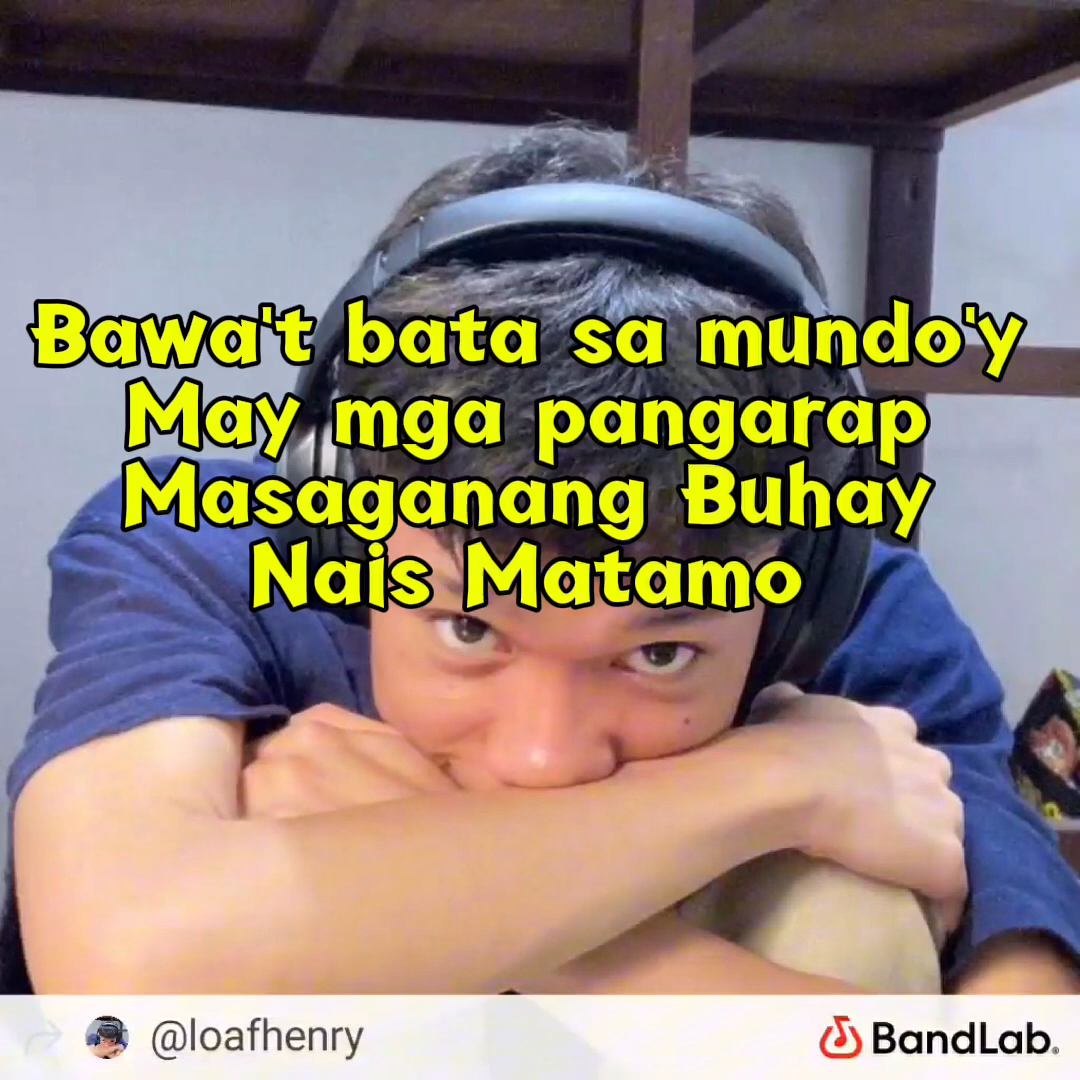 Bawa't bata sa mundo'y
May mga pangarap
Masaganang Buhay
Nais Matamo
@loafhenry
BandLab.